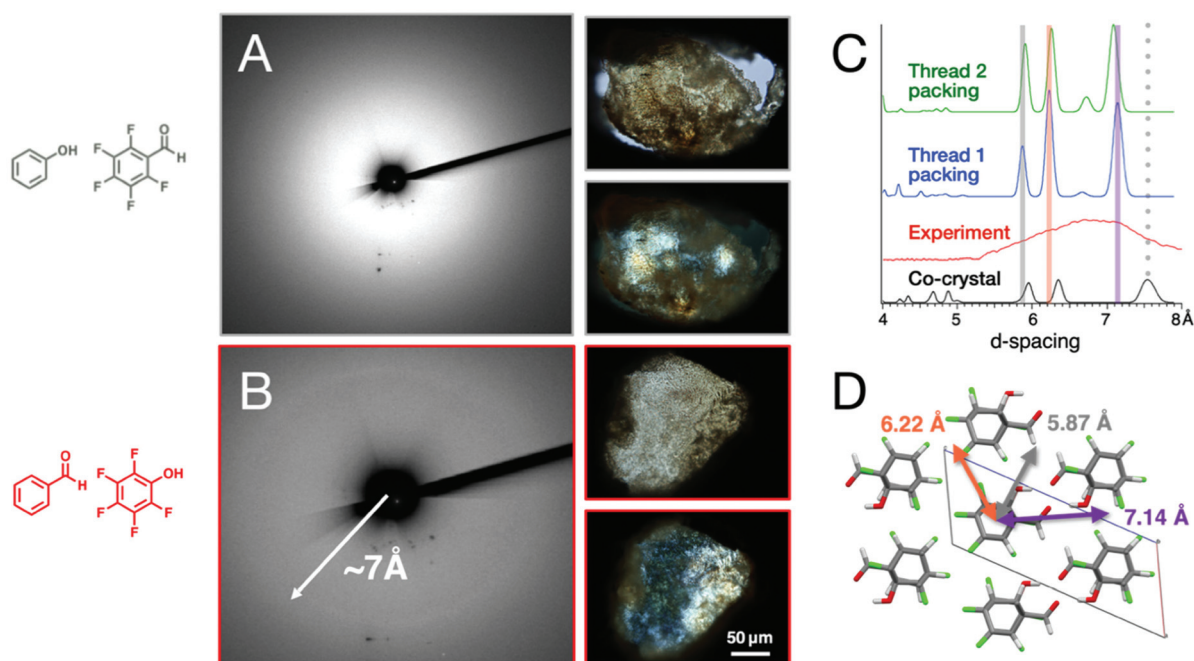 A
OH
O
H
F
F
F
F
F
B
~7Å
O
H
F
F
F
F
F
OH
50 µm
C
Thread 2
packing
Thread 1
packing
Experiment
Co-crystal
4 5 6 7 8Å
d-spacing
D
6.22 Å
5.87 Å
7.14 Å